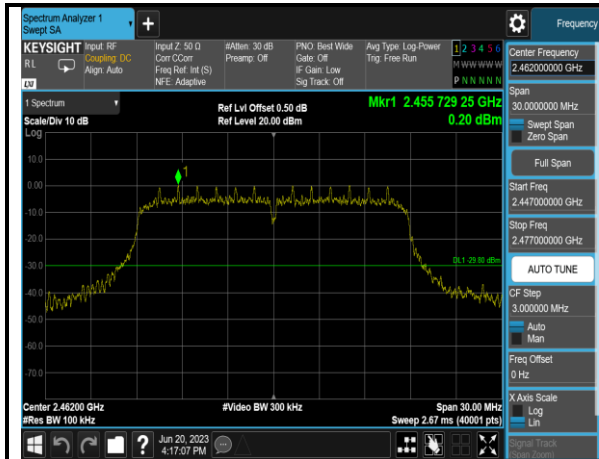 Spectrum Analyzer 1
Swept SA
+
Frequency
KEYSIGHT
RL
LXI
Input: RF
Coupling: DC
Align: Auto
Input Z: 50 Ω
Corr CCorr
Freq Ref: Int (S)
NFE: Adaptive
#Atten: 30 dB
Preamp: Off
PNO: Best Wide
Gate: Off
IF Gain: Low
Sig Track: Off
Avg Type: Log-Power
Trig: Free Run
1 2 3 4 5 6
M W W W W W
P N N N N N
1 Spectrum
Scale/Div 10 dB
Log
Ref Lvl Offset 0.50 dB
Ref Level 20.00 dBm
Mkr1 2.455 729 25 GHz
0.20 dBm
10.0
0.00
-10.0
-20.0
-30.0
-40.0
-50.0
-60.0
-70.0
1
DL1 -29.80 dBm
Center 2.46200 GHz
#Res BW 100 kHz
#Video BW 300 kHz
Span 30.00 MHz
Sweep 2.67 ms (40001 pts)
Center Frequency
2.462000000 GHz
Span
30.0000000 MHz
Swept Span
Zero Span
Full Span
Start Freq
2.447000000 GHz
Stop Freq
2.477000000 GHz
AUTO TUNE
CF Step
3.000000 MHz
Auto
Man
Freq Offset
0 Hz
X Axis Scale
Log
Lin
Signal Track
(Span Zoom)
?
Jun 20, 2023
4:17:07 PM